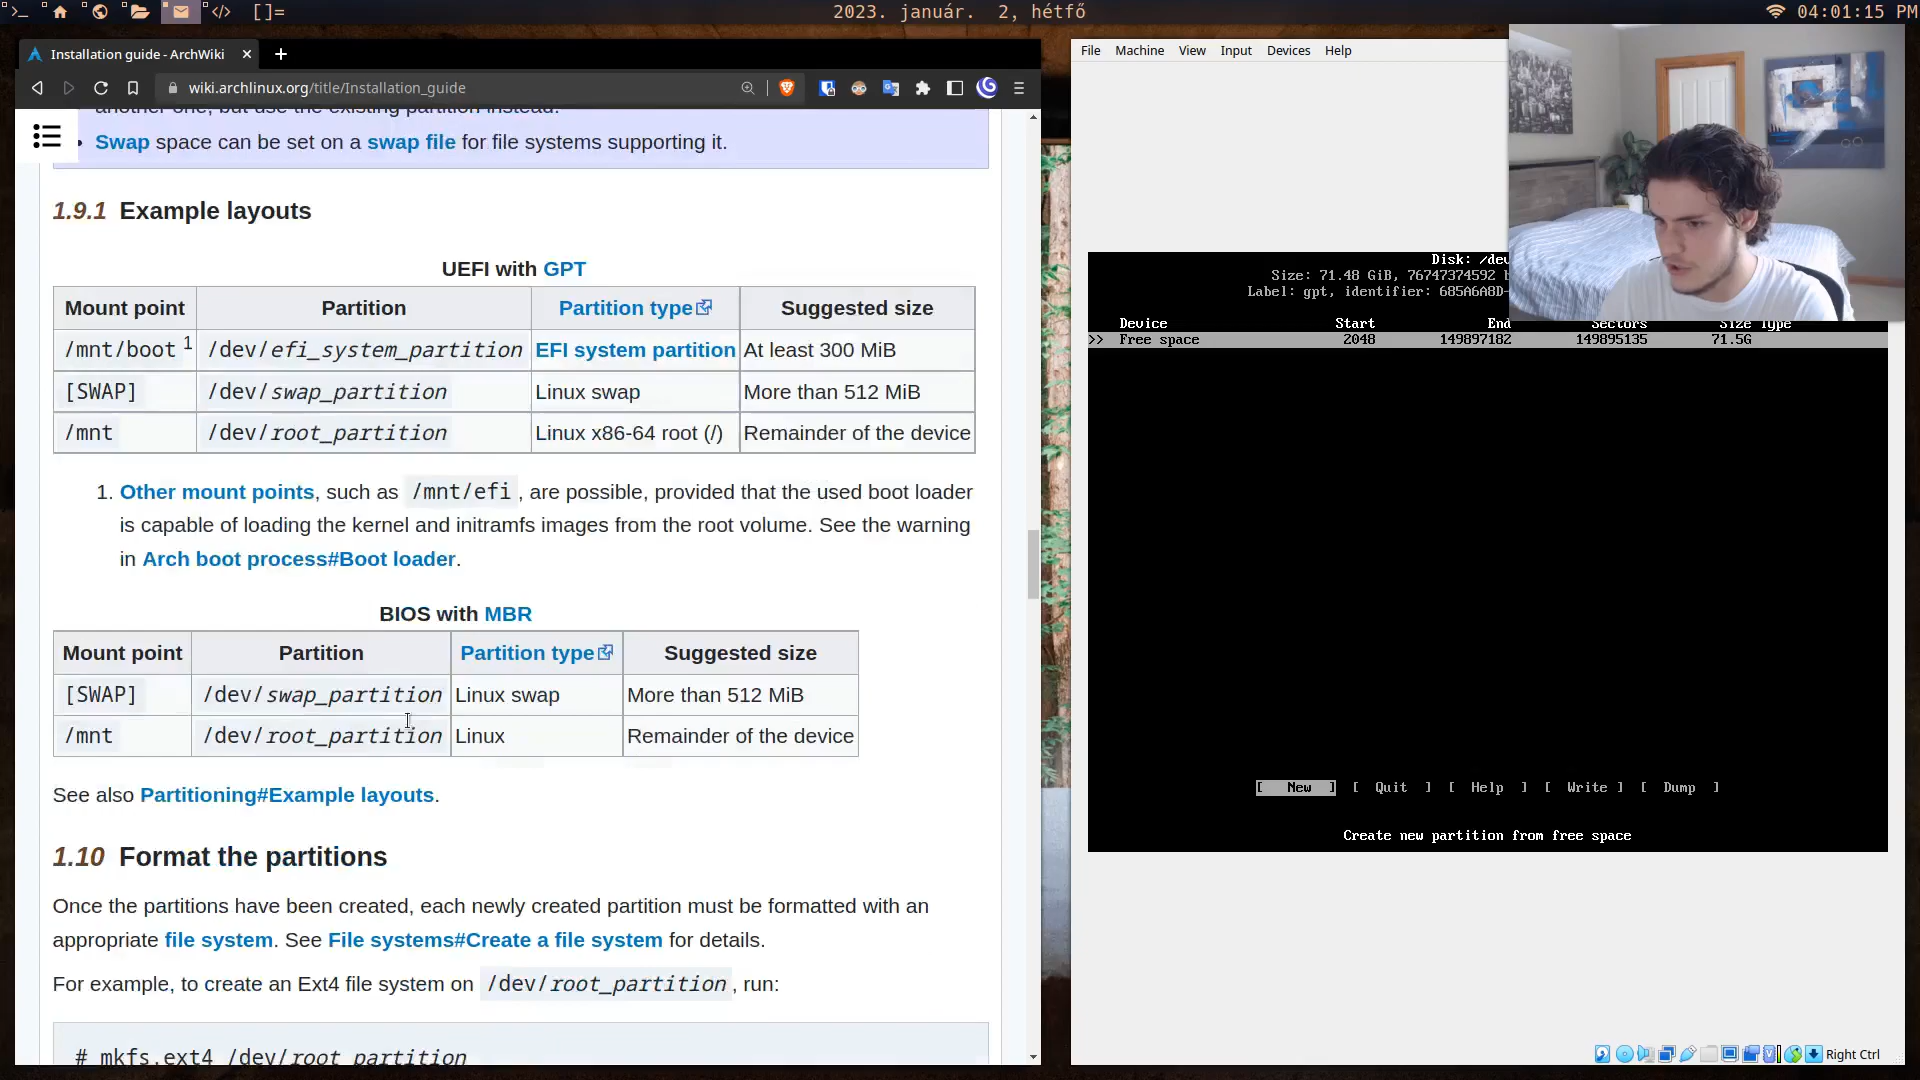 2023. január. 2, hétfő
04:01:15 PM
Installation guide - ArchWiki
wiki.archlinux.org/title/Installation_guide
another one, but use the existing partition instead.
• Swap space can be set on a swap file for file systems supporting it.
1.9.1 Example layouts
UEFI with GPT
Mount point Partition Partition type Suggested size
/mnt/boot 1 /dev/efi_system_partition EFI system partition At least 300 MiB
[SWAP] /dev/swap_partition Linux swap More than 512 MiB
/mnt /dev/root_partition Linux x86-64 root (/) Remainder of the device
1. Other mount points, such as /mnt/efi, are possible, provided that the used boot loader
is capable of loading the kernel and initramfs images from the root volume. See the warning
in Arch boot process#Boot loader.
BIOS with MBR
Mount point Partition Partition type Suggested size
[SWAP] /dev/swap_partition Linux swap More than 512 MiB
/mnt /dev/root_partition Linux Remainder of the device
See also Partitioning#Example layouts.
1.10 Format the partitions
Once the partitions have been created, each newly created partition must be formatted with an
appropriate file system. See File systems#Create a file system for details.
For example, to create an Ext4 file system on /dev/root_partition, run:
# mkfs.ext4 /dev/root_partition
File Machine View Input Devices Help
Disk: /dev
Size: 71.48 GiB, 76747374592 b
Label: gpt, identifier: 685A6A8D-
Device Start End Sectors Size Type
>> Free space 2048 149897182 149895135 71.5G
[ New ] [ Quit ] [ Help ] [ Write ] [ Dump ]
Create new partition from free space
Right Ctrl